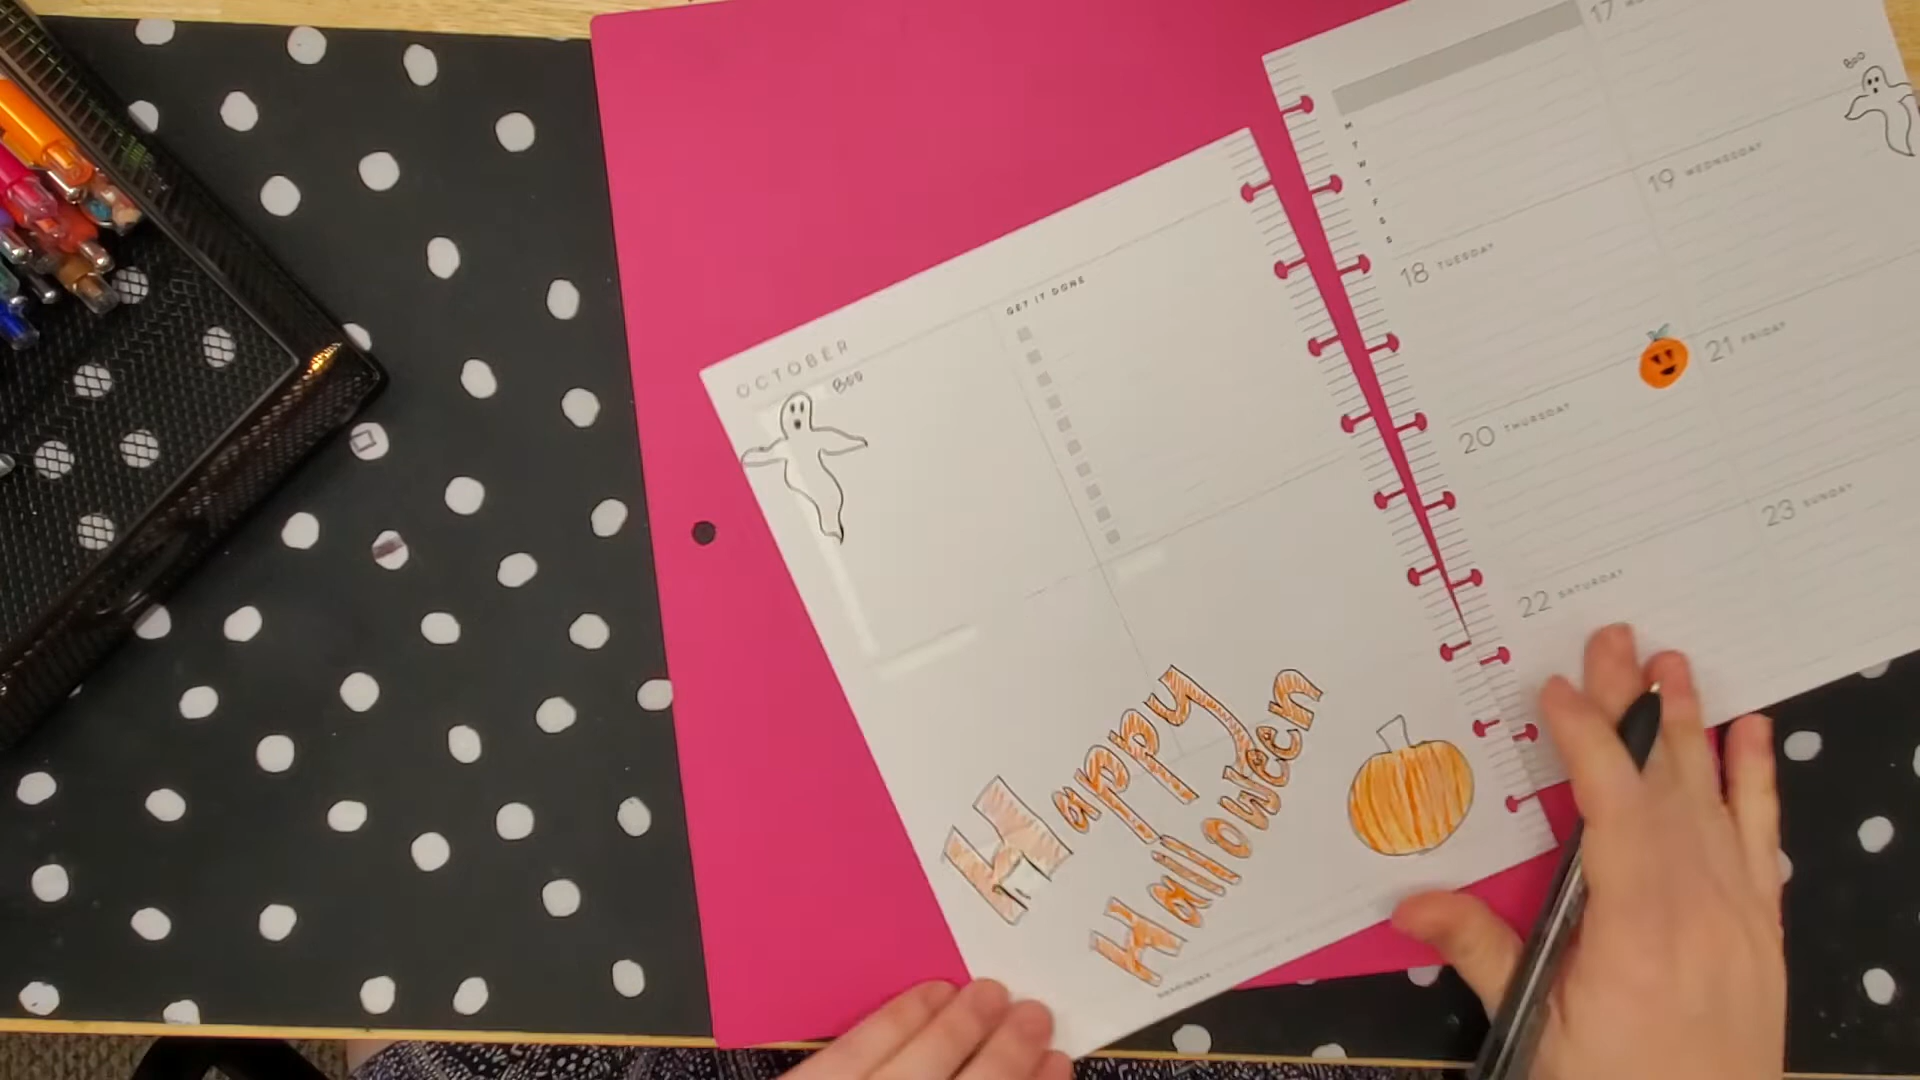 OCTOBER
BOO
GET IT DONE
Happy
Halloween
M
T
W
T
F
S
S
17
BOO
18 TUESDAY
19 WEDNESDAY
20 THURSDAY
21 FRIDAY
22 SATURDAY
23 SUNDAY